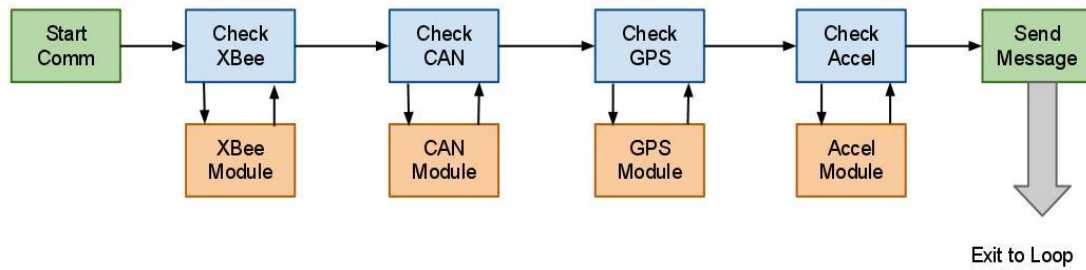 Start
Comm
Check
XBee
Check
CAN
Check
GPS
Check
Accel
Send
Message
XBee
Module
CAN
Module
GPS
Module
Accel
Module
Exit to Loop